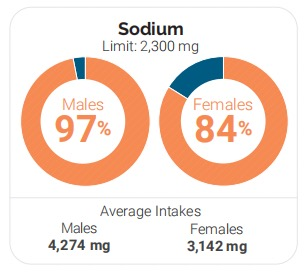 Sodium
Limit: 2,300 mg
Males
97%
Females
84%
Average Intakes
Males
4,274 mg
Females
3,142 mg